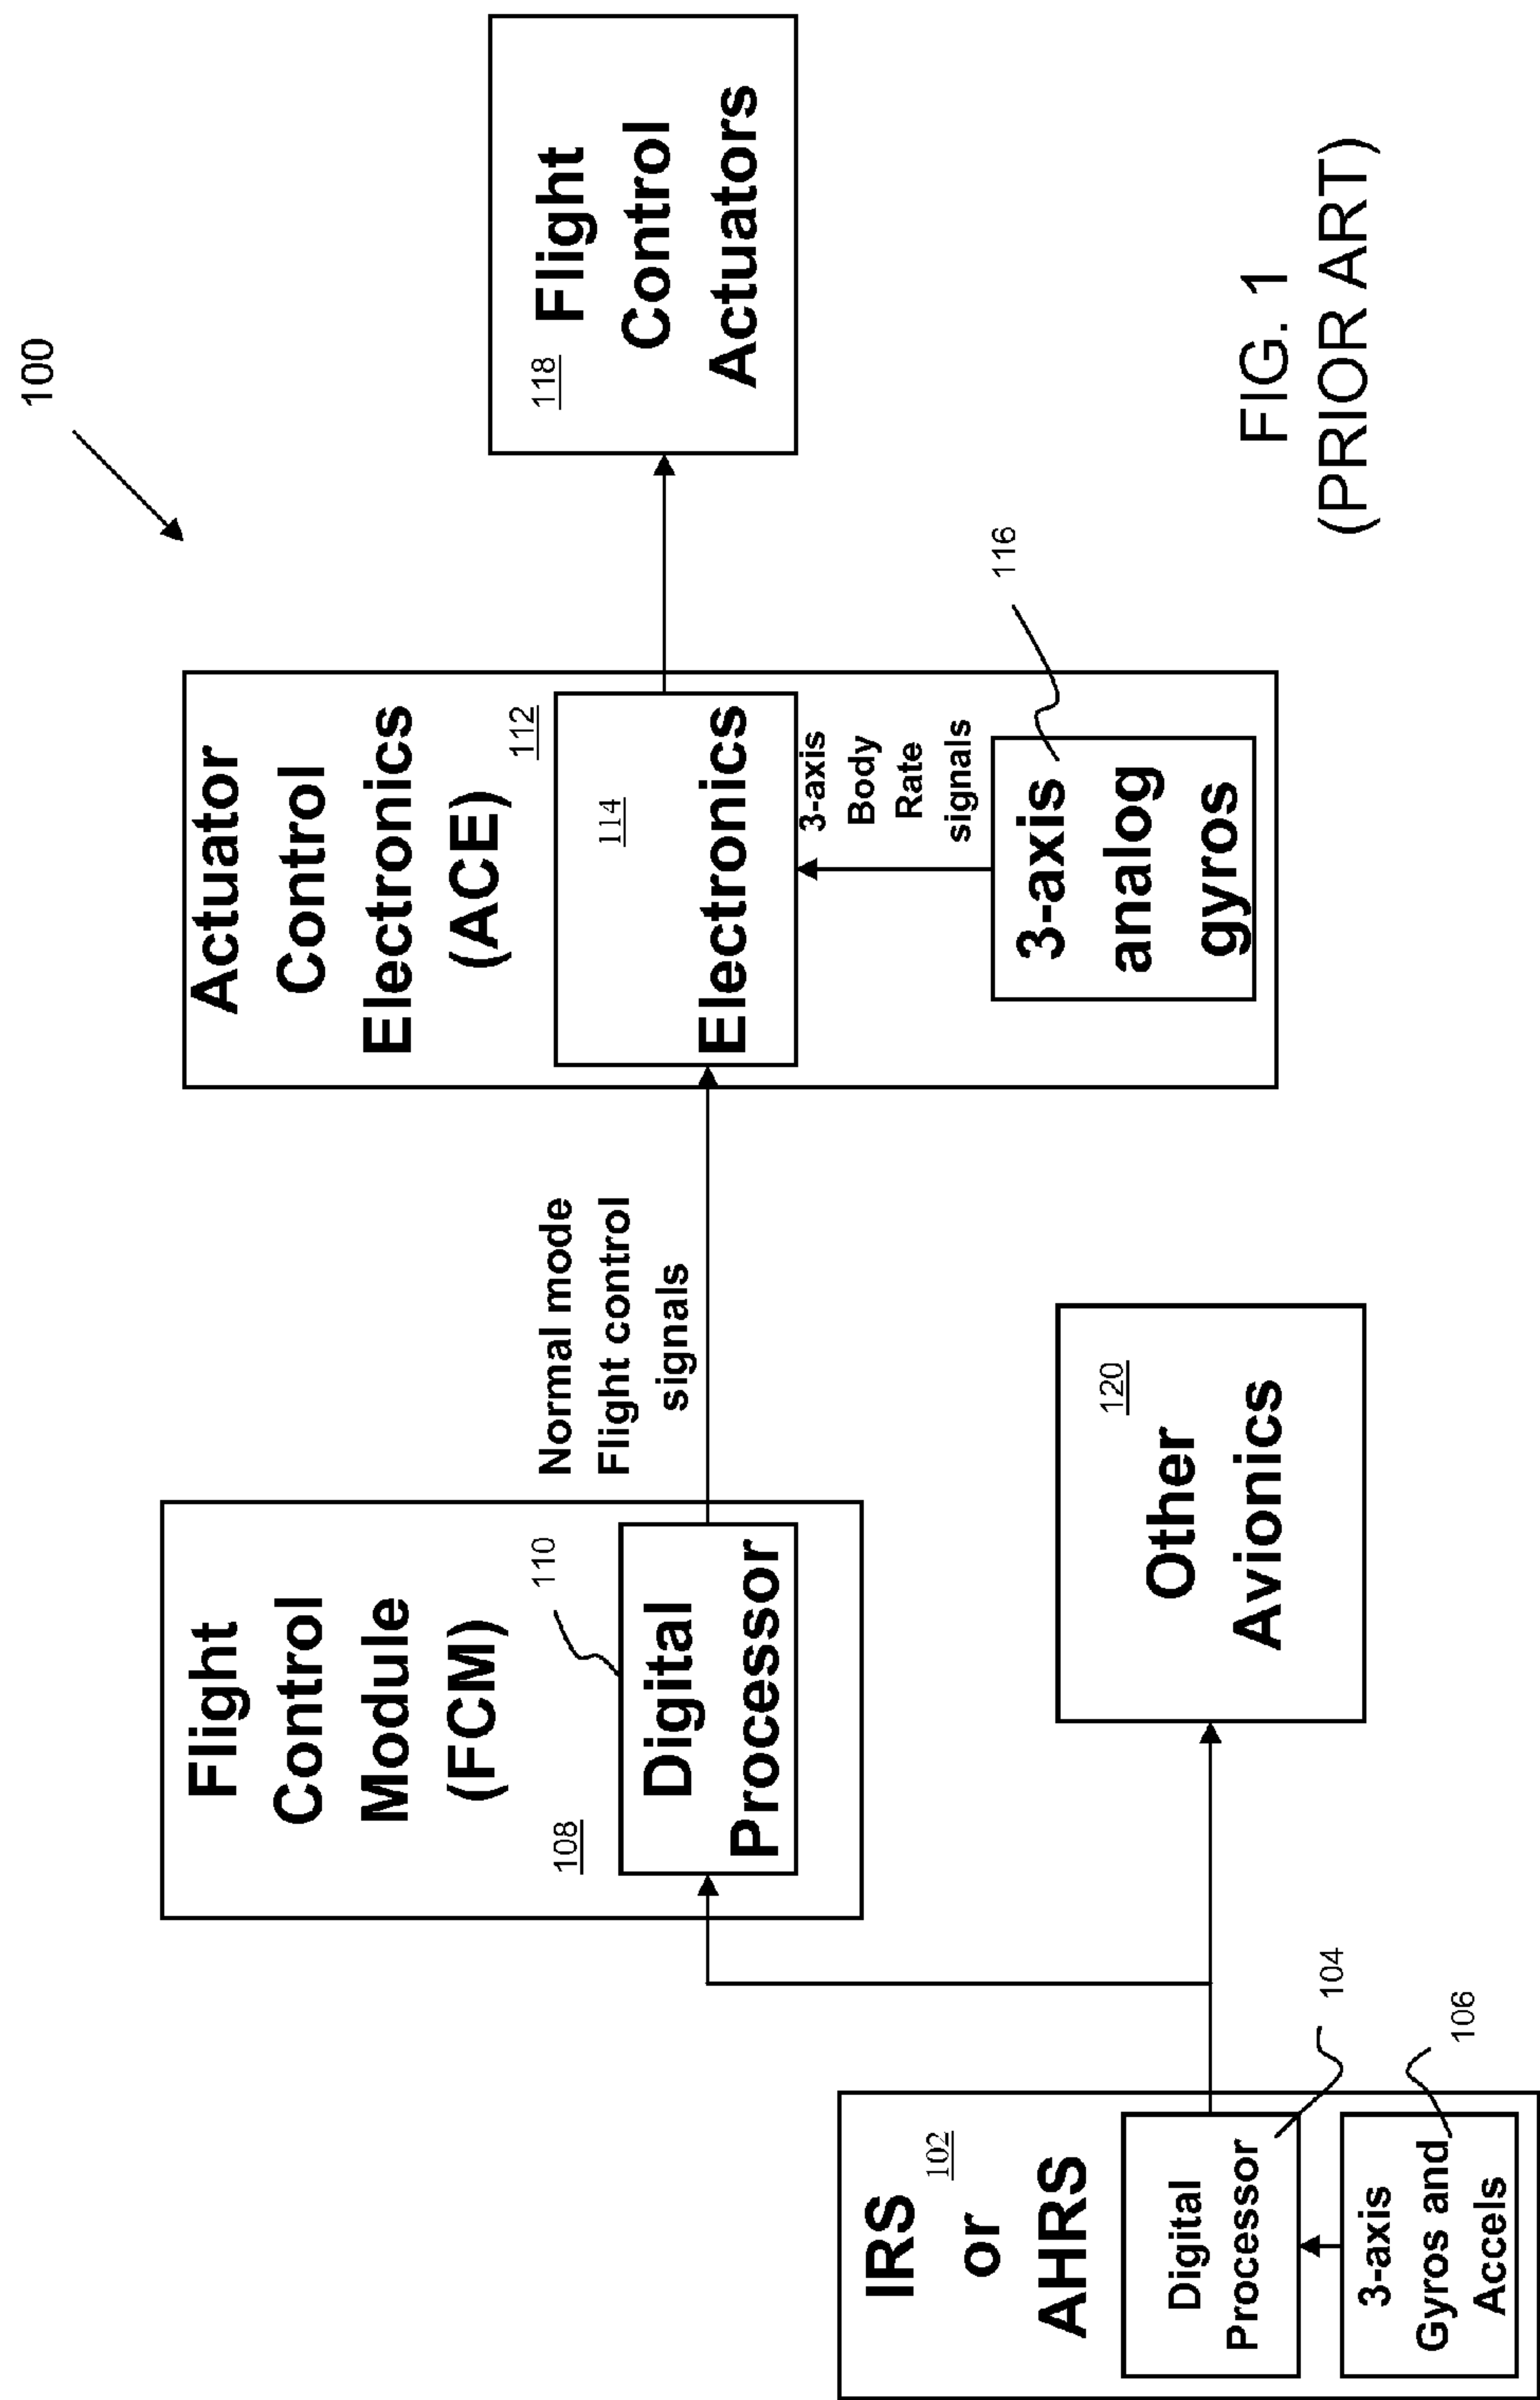 100
Actuator
Control
Electronics
(ACE)
112
114
Electronics
3-axis
Body
Rate
signals
3-axis
analog
gyros
116
118
Flight
Control
Actuators
Flight
Control
Module
(FCM)
108
110
Digital
Processor
Normal mode
Flight control
signals
120
Other
Avionics
IRS
or
AHRS
102
Digital
Processor
104
3-axis
Gyros and
Accels
106
FIG. 1
(PRIOR ART)